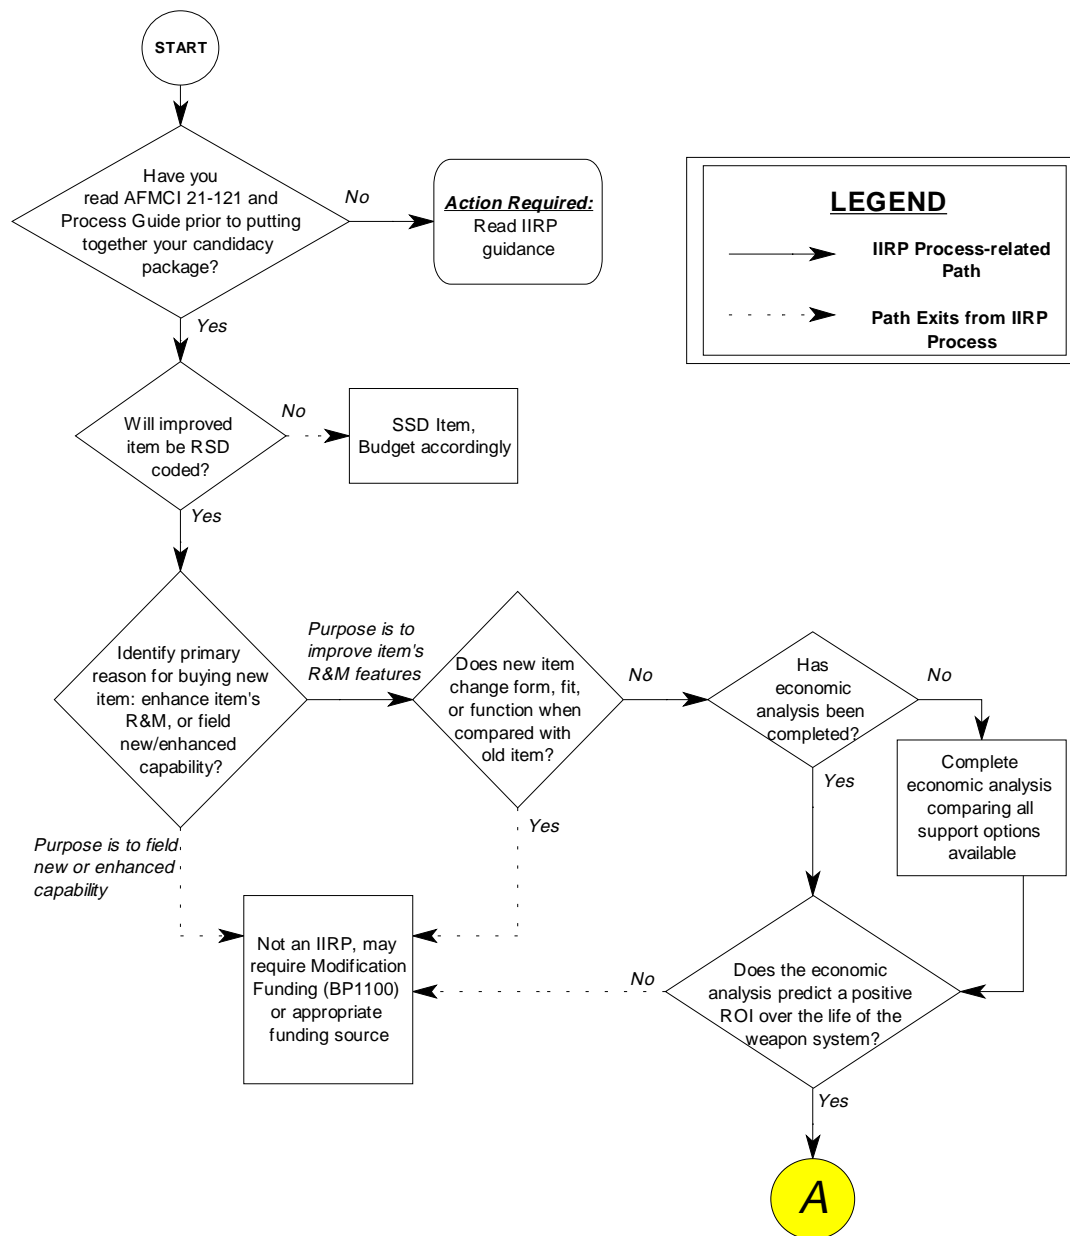 START
Have you
read AFMCI 21-121 and
Process Guide prior to putting
together your candidacy
package?
No
Action Required:
Read IIRP
guidance
LEGEND
IIRP Process-related
Path
Path Exits from IIRP
Process
Yes
Will improved
item be RSD
coded?
No
SSD Item,
Budget accordingly
Yes
Identify primary
reason for buying new
item: enhance item's
R&M, or field
new/enhanced
capability?
Purpose is to
improve item's
R&M features
Does new item
change form, fit,
or function when
compared with
old item?
No
Has
economic
analysis been
completed?
No
Complete
economic analysis
comparing all
support options
available
Yes
Yes
Purpose is to field
new or enhanced
capability
Not an IIRP, may
require Modification
Funding (BP1100)
or appropriate
funding source
No
Does the economic
analysis predict a positive
ROI over the life of the
weapon system?
Yes
A